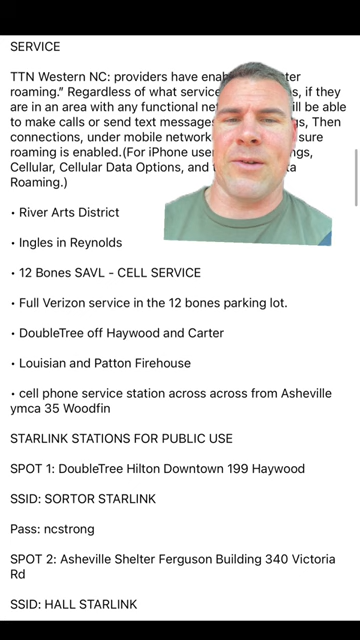 SERVICE
TTN Western NC: providers have ter
roaming.” Regardless of what service s, if they
are in an area with any functional ill be able
to make calls or send text message gs, Then
connections, under mobile network sure
roaming is enabled.(For iPhone ngs,
Cellular, Cellular Data Options, and
Roaming.)
• River Arts District
• Ingles in Reynolds
• 12 Bones SAVL - CELL SERVICE
• Full Verizon service in the 12 bones parking lot.
• DoubleTree off Haywood and Carter
• Louisian and Patton Firehouse
• cell phone service station across across from Asheville
ymca 35 Woodfin
STARLINK STATIONS FOR PUBLIC USE
SPOT 1: DoubleTree Hilton Downtown 199 Haywood
SSID: SORTOR STARLINK
Pass: ncstrong
SPOT 2: Asheville Shelter Ferguson Building 340 Victoria
Rd
SSID: HALL STARLINK